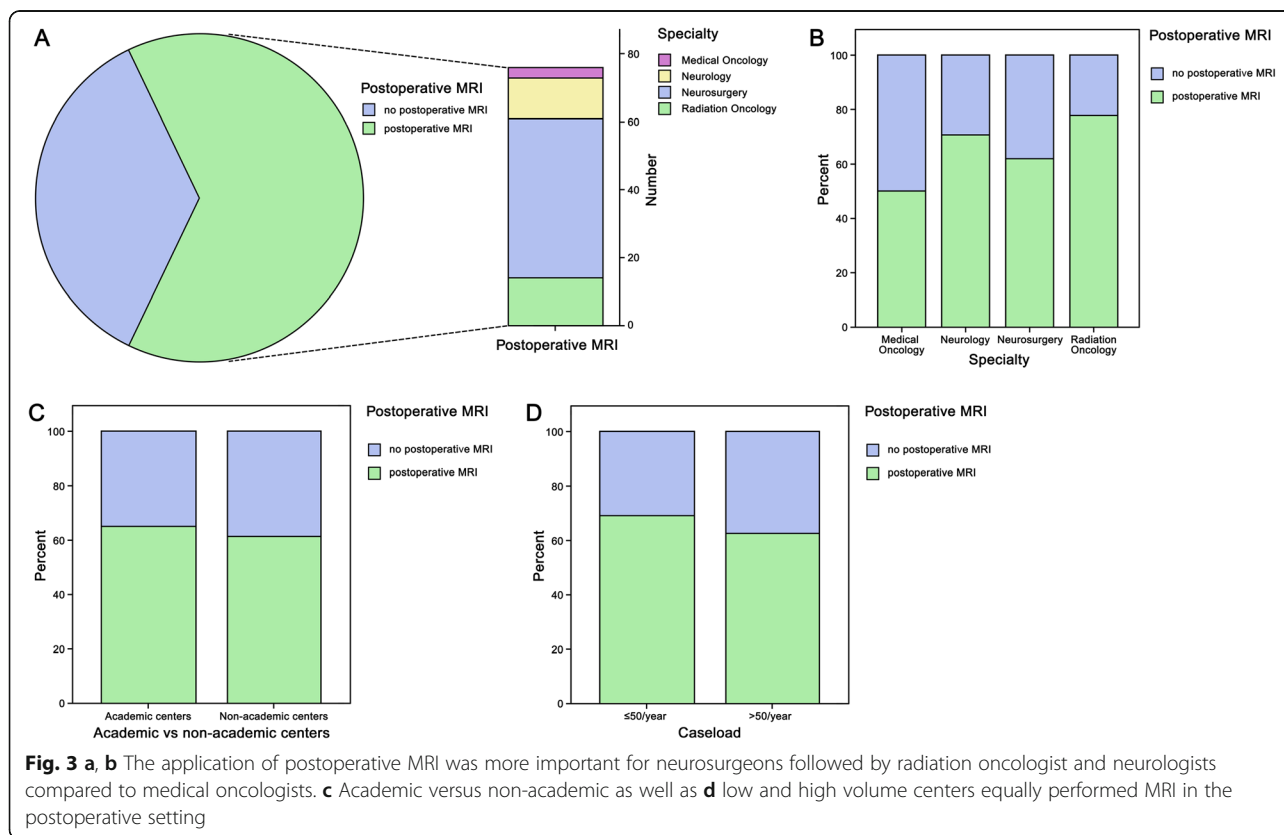 A
Postoperative MRI
no postoperative MRI
postoperative MRI
Specialty
Medical Oncology
Neurology
Neurosurgery
Radiation Oncology
80
60
40
20
0
Number
Postoperative MRI
B
Postoperative MRI
no postoperative MRI
postoperative MRI
100
80
60
40
20
0
Percent
Medical
Oncology
Neurology
Neurosurgery
Radiation
Oncology
Specialty
C
Postoperative MRI
no postoperative MRI
postoperative MRI
100
80
60
40
20
0
Percent
Academic centers
Non-academic centers
Academic vs non-academic centers
D
Postoperative MRI
no postoperative MRI
postoperative MRI
100
80
60
40
20
0
Percent
≤50/year
>50/year
Caseload
Fig. 3 a, b The application of postoperative MRI was more important for neurosurgeons followed by radiation oncologist and neurologists
compared to medical oncologists. c Academic versus non-academic as well as d low and high volume centers equally performed MRI in the
postoperative setting